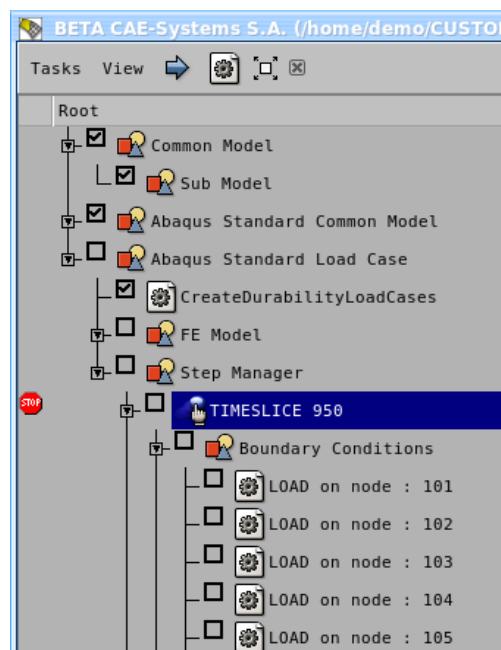 BETA CAE-Systems S.A. (/home/demo/CUSTO
Tasks View
Root
Common Model
Sub Model
Abaqus Standard Common Model
Abaqus Standard Load Case
CreateDurabilityLoadCases
FE Model
Step Manager
STOP
TIMESLICE 950
Boundary Conditions
LOAD on node : 101
LOAD on node : 102
LOAD on node : 103
LOAD on node : 104
LOAD on node : 105